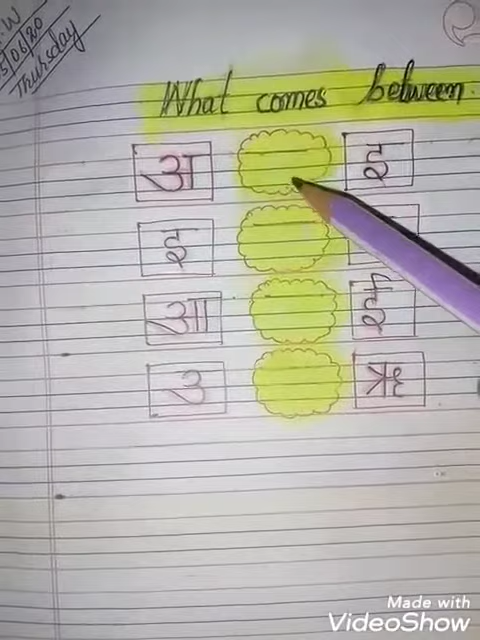 W
5/06/20
Thursday
What comes between
अ इ
इ
आ ई
उ ऋ
Made with
VideoShow